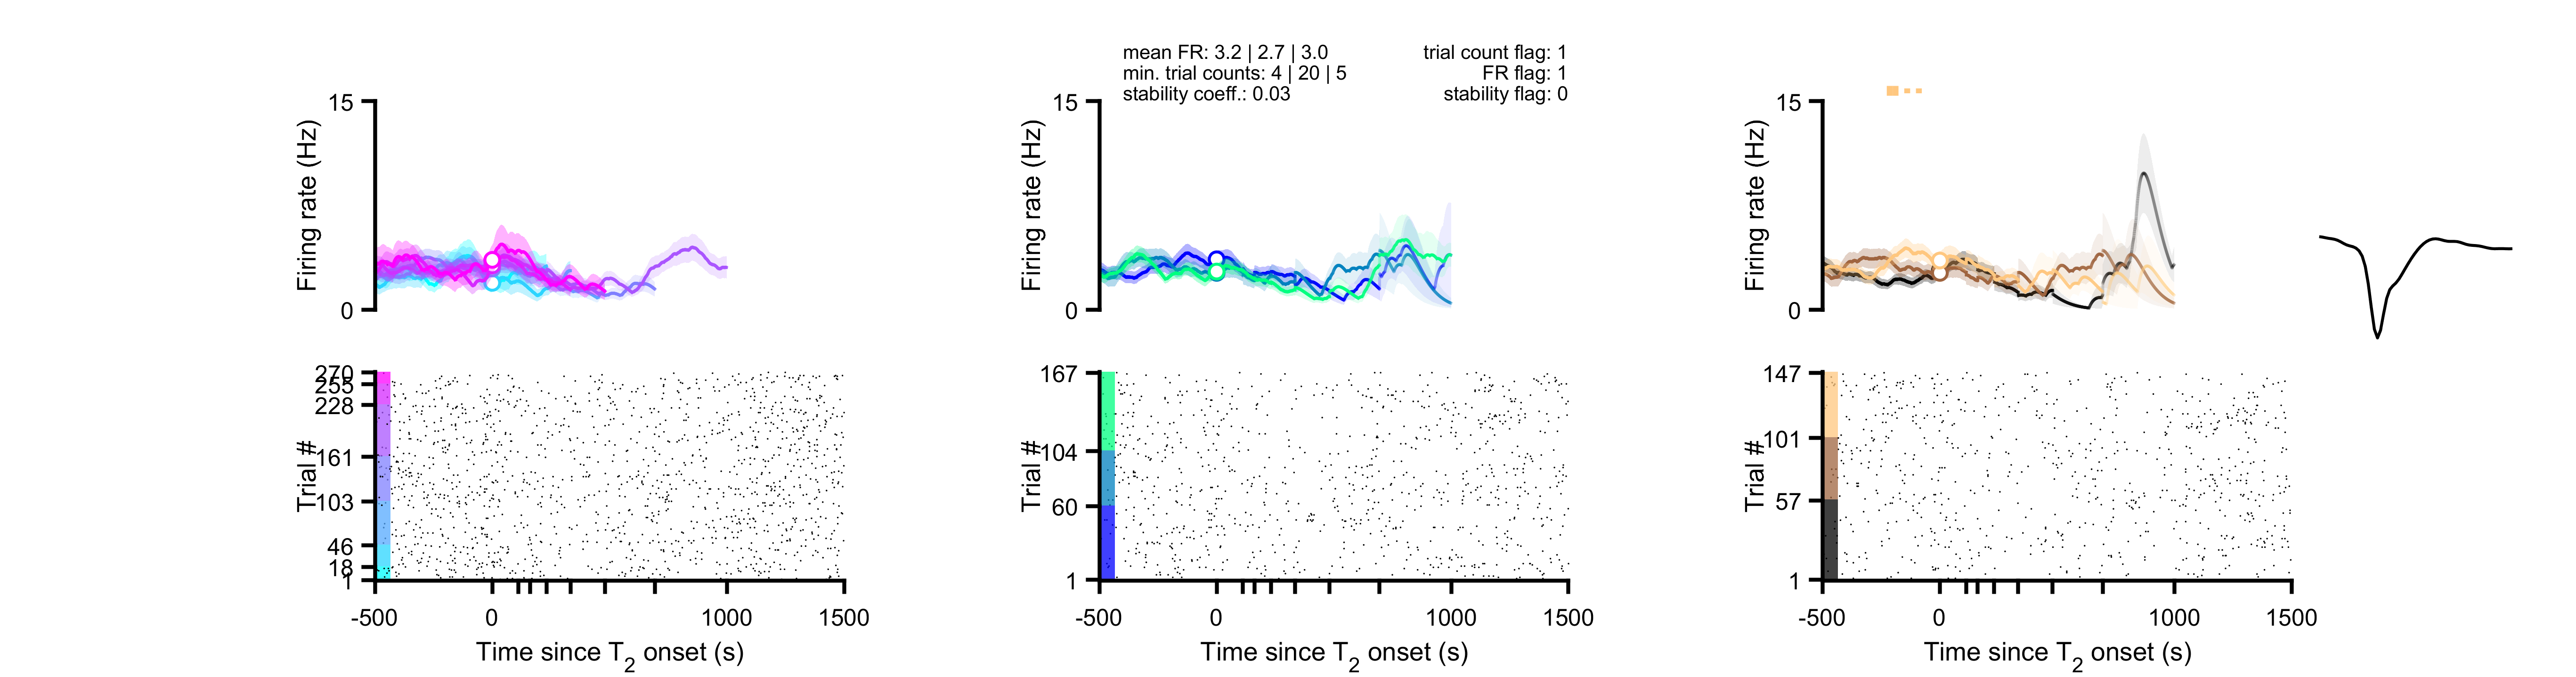 mean FR: 3.2 | 2.7 | 3.0
min. trial counts: 4 | 20 | 5
stability coeff.: 0.03
trial count flag: 1
FR flag: 1
stability flag: 0
15
Firing rate (Hz)
0
15
Firing rate (Hz)
0
15
Firing rate (Hz)
0
270
255
228
161
103
46
18
1
Trial #
-500
0
1000
1500
Time since T2 onset (s)
167
104
60
1
Trial #
-500
0
1000
1500
Time since T2 onset (s)
147
101
57
1
Trial #
-500
0
1000
1500
Time since T2 onset (s)